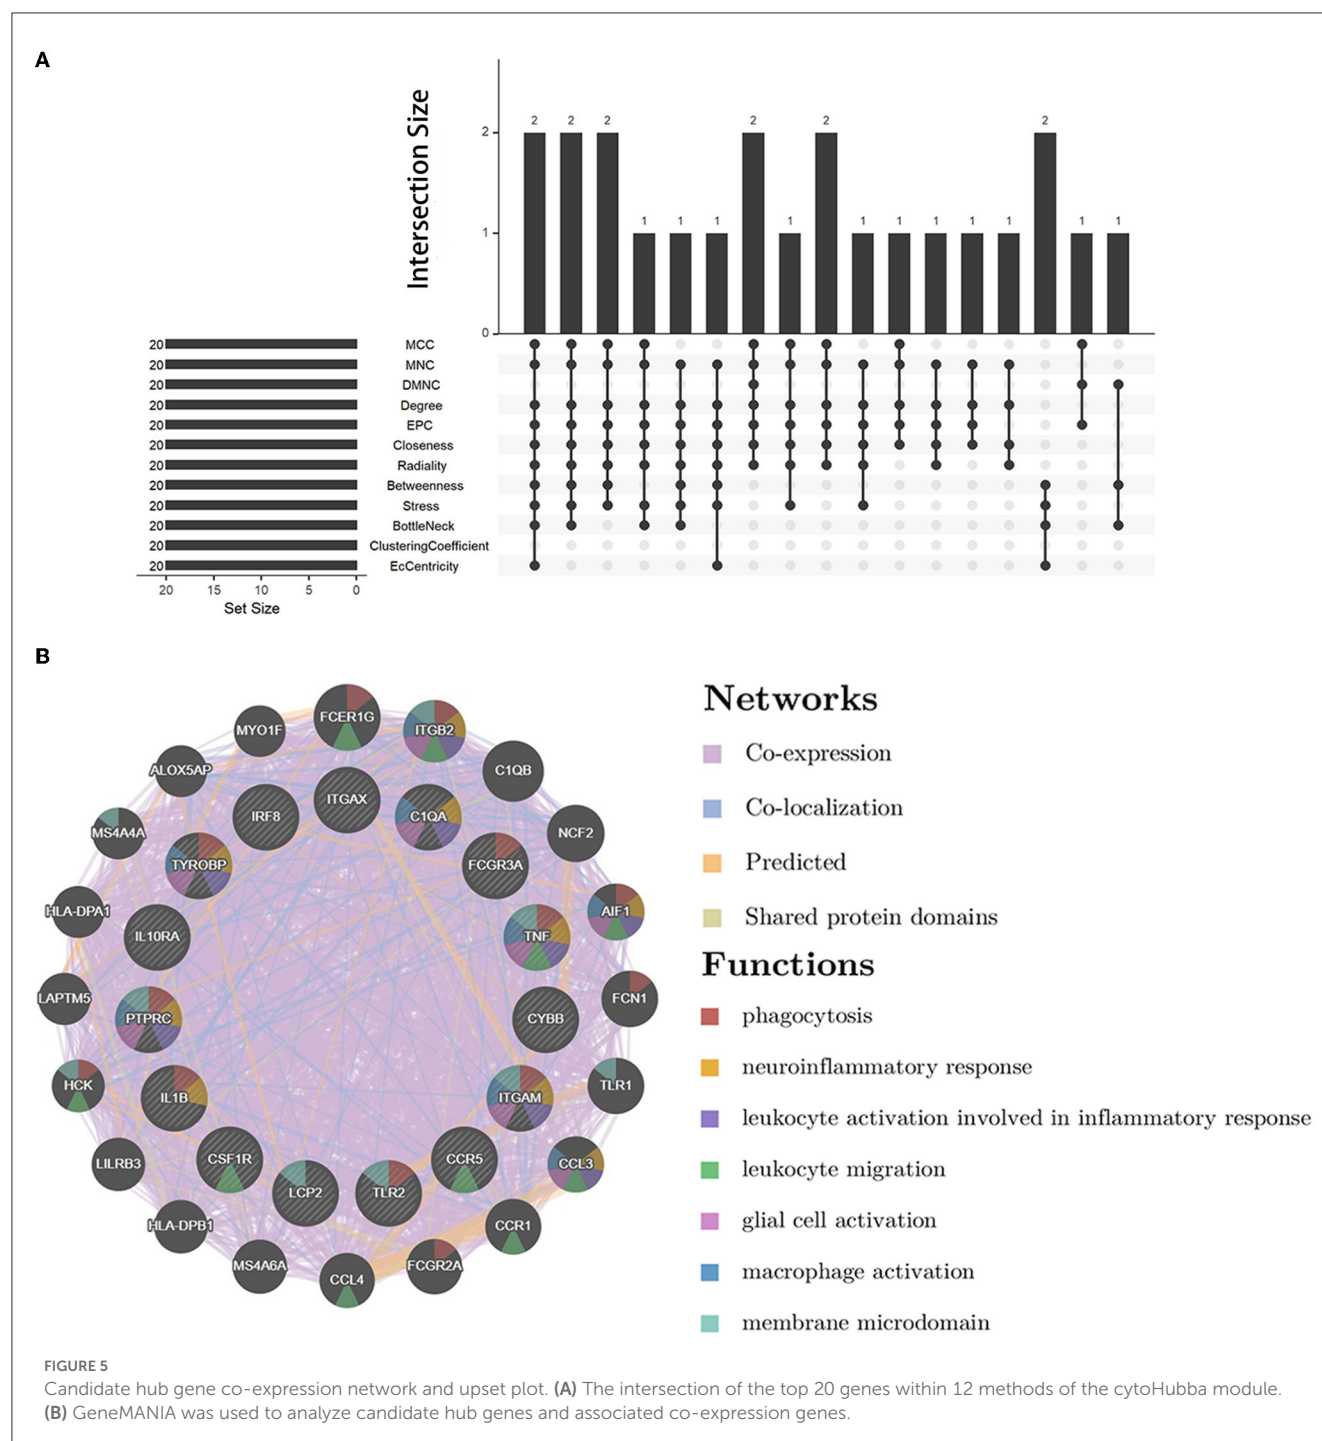 A
Intersection Size
2
1
0
2 2 2 1 1 1 2 1 2 1 1 1 1 1 2 1 1
20 MCC
20 MNC
20 DMNC
20 Degree
20 EPC
20 Closeness
20 Radiality
20 Betweenness
20 Stress
20 BottleNeck
20 ClusteringCoefficient
20 EcCentricity
20 15 10 5 0
Set Size
B
FCER1G
MYO1F
ITGB2
ALOX5AP
C1QB
ITGAX
IRF8
C1QA
MS4A4A
NCF2
TYROBP
FCGR3A
HLA-DPA1
AIF1
IL10RA
TNF
LAPTM5
FCN1
PTPRC
CYBB
HCK
TLR1
IL1B
ITGAM
LILRB3
CSF1R
CCR5
CCL3
LCP2
TLR2
HLA-DPB1
CCR1
MS4A6A
FCGR2A
CCL4
Networks
Co-expression
Co-localization
Predicted
Shared protein domains
Functions
phagocytosis
neuroinflammatory response
leukocyte activation involved in inflammatory response
leukocyte migration
glial cell activation
macrophage activation
membrane microdomain
FIGURE 5
Candidate hub gene co-expression network and upset plot. (A) The intersection of the top 20 genes within 12 methods of the cytoHubba module.
(B) GeneMANIA was used to analyze candidate hub genes and associated co-expression genes.